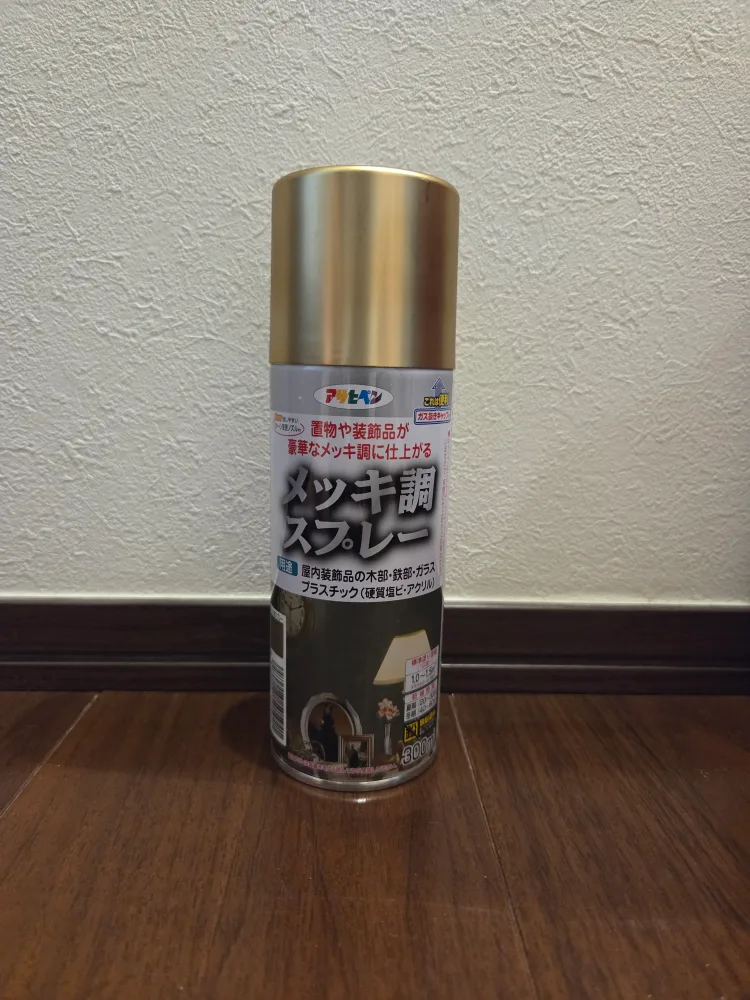 アサヒペン
これは便利
ガス抜きキャップ
置物や装飾品が
豪華なメッキ調に仕上がる
メッキ調
スプレー
用途
屋内装飾品の木部・鉄部・ガラス
プラスチック（硬質塩ビ・アクリル）
300ml